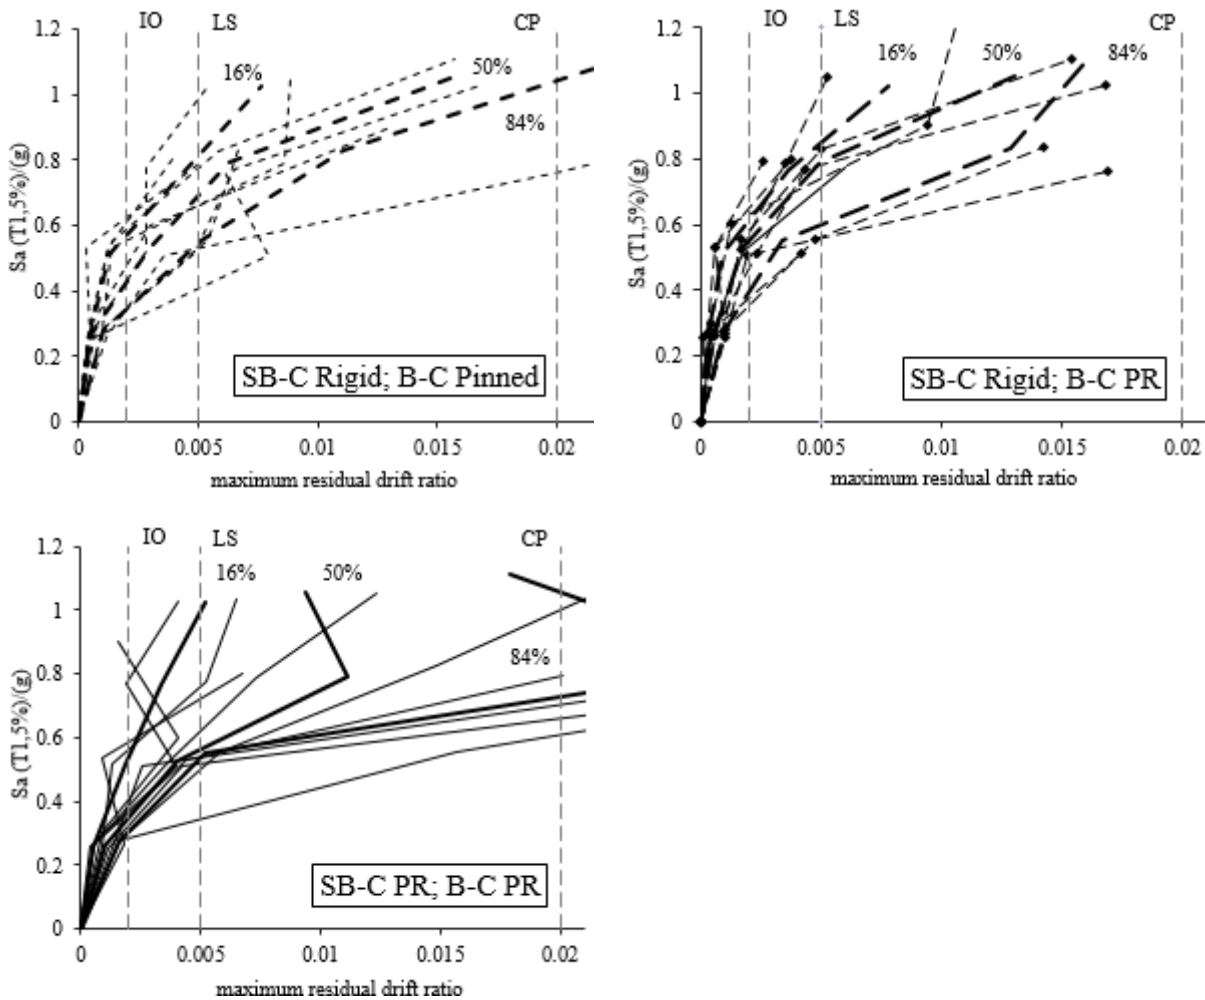 IO LS CP
1.2
16% 50%
1
84%
0.8
0.6
0.4
0.2
0
Sa (T1,5%)/(g)
SB-C Rigid; B-C Pinned
0 0.005 0.01 0.015 0.02
maximum residual drift ratio
IO LS CP
1.2
16% 50% 84%
1
0.8
0.6
0.4
0.2
0
Sa (T1,5%)/(g)
SB-C Rigid; B-C PR
0 0.005 0.01 0.015 0.02
maximum residual drift ratio
IO LS CP
1.2
16% 50%
1
0.8
84%
0.6
0.4
0.2
0
Sa (T1,5%)/(g)
SB-C PR; B-C PR
0 0.005 0.01 0.015 0.02
maximum residual drift ratio